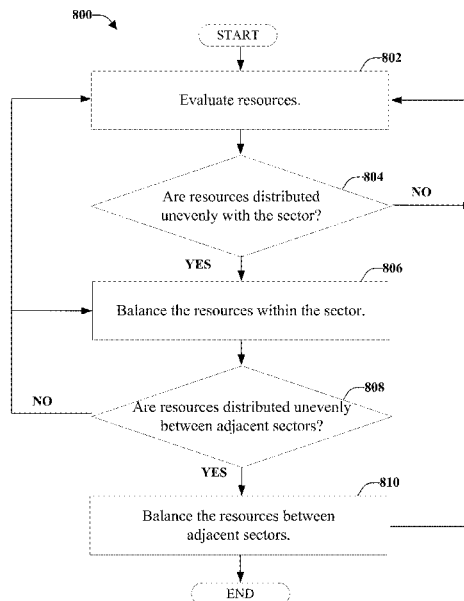 800
START
802
Evaluate resources.
804
Are resources distributed
unevenly with the sector?
NO
YES
806
Balance the resources within the sector.
808
Are resources distributed unevenly
between adjacent sectors?
NO
YES
810
Balance the resources between
adjacent sectors.
END